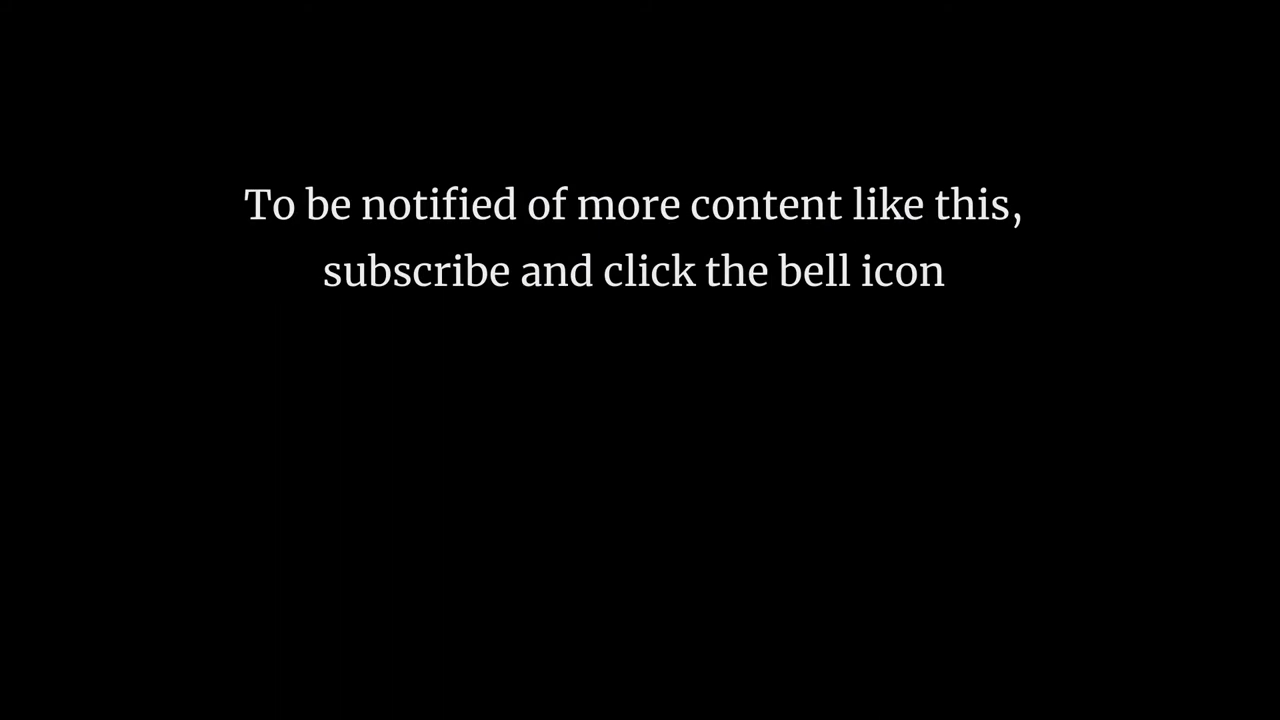 To be notified of more content like this,
subscribe and click the bell icon